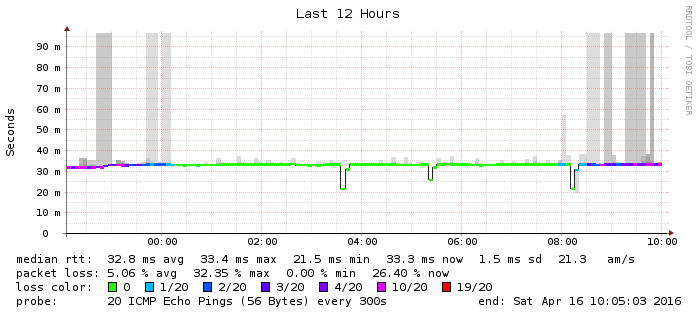 Last 12 Hours
RRDTOOL / TOBI OETIKER
Seconds
90 m
80 m
70 m
60 m
50 m
40 m
30 m
20 m
10 m
0
00:00 02:00 04:00 06:00 08:00 10:00
median rtt: 32.8 ms avg 33.4 ms max 21.5 ms min 33.3 ms now 1.5 ms sd 21.3 am/s
packet loss: 5.06 % avg 32.35 % max 0.00 % min 26.40 % now
loss color: 0 1/20 2/20 3/20 4/20 10/20 19/20
probe: 20 ICMP Echo Pings (56 Bytes) every 300s end: Sat Apr 16 10:05:03 2016